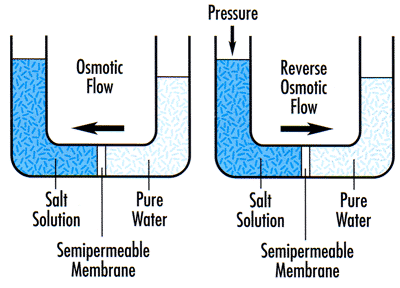 Osmotic
Flow
Salt
Solution
Pure
Water
Semipermeable
Membrane
Pressure
Reverse
Osmotic
Flow
Salt
Solution
Pure
Water
Semipermeable
Membrane